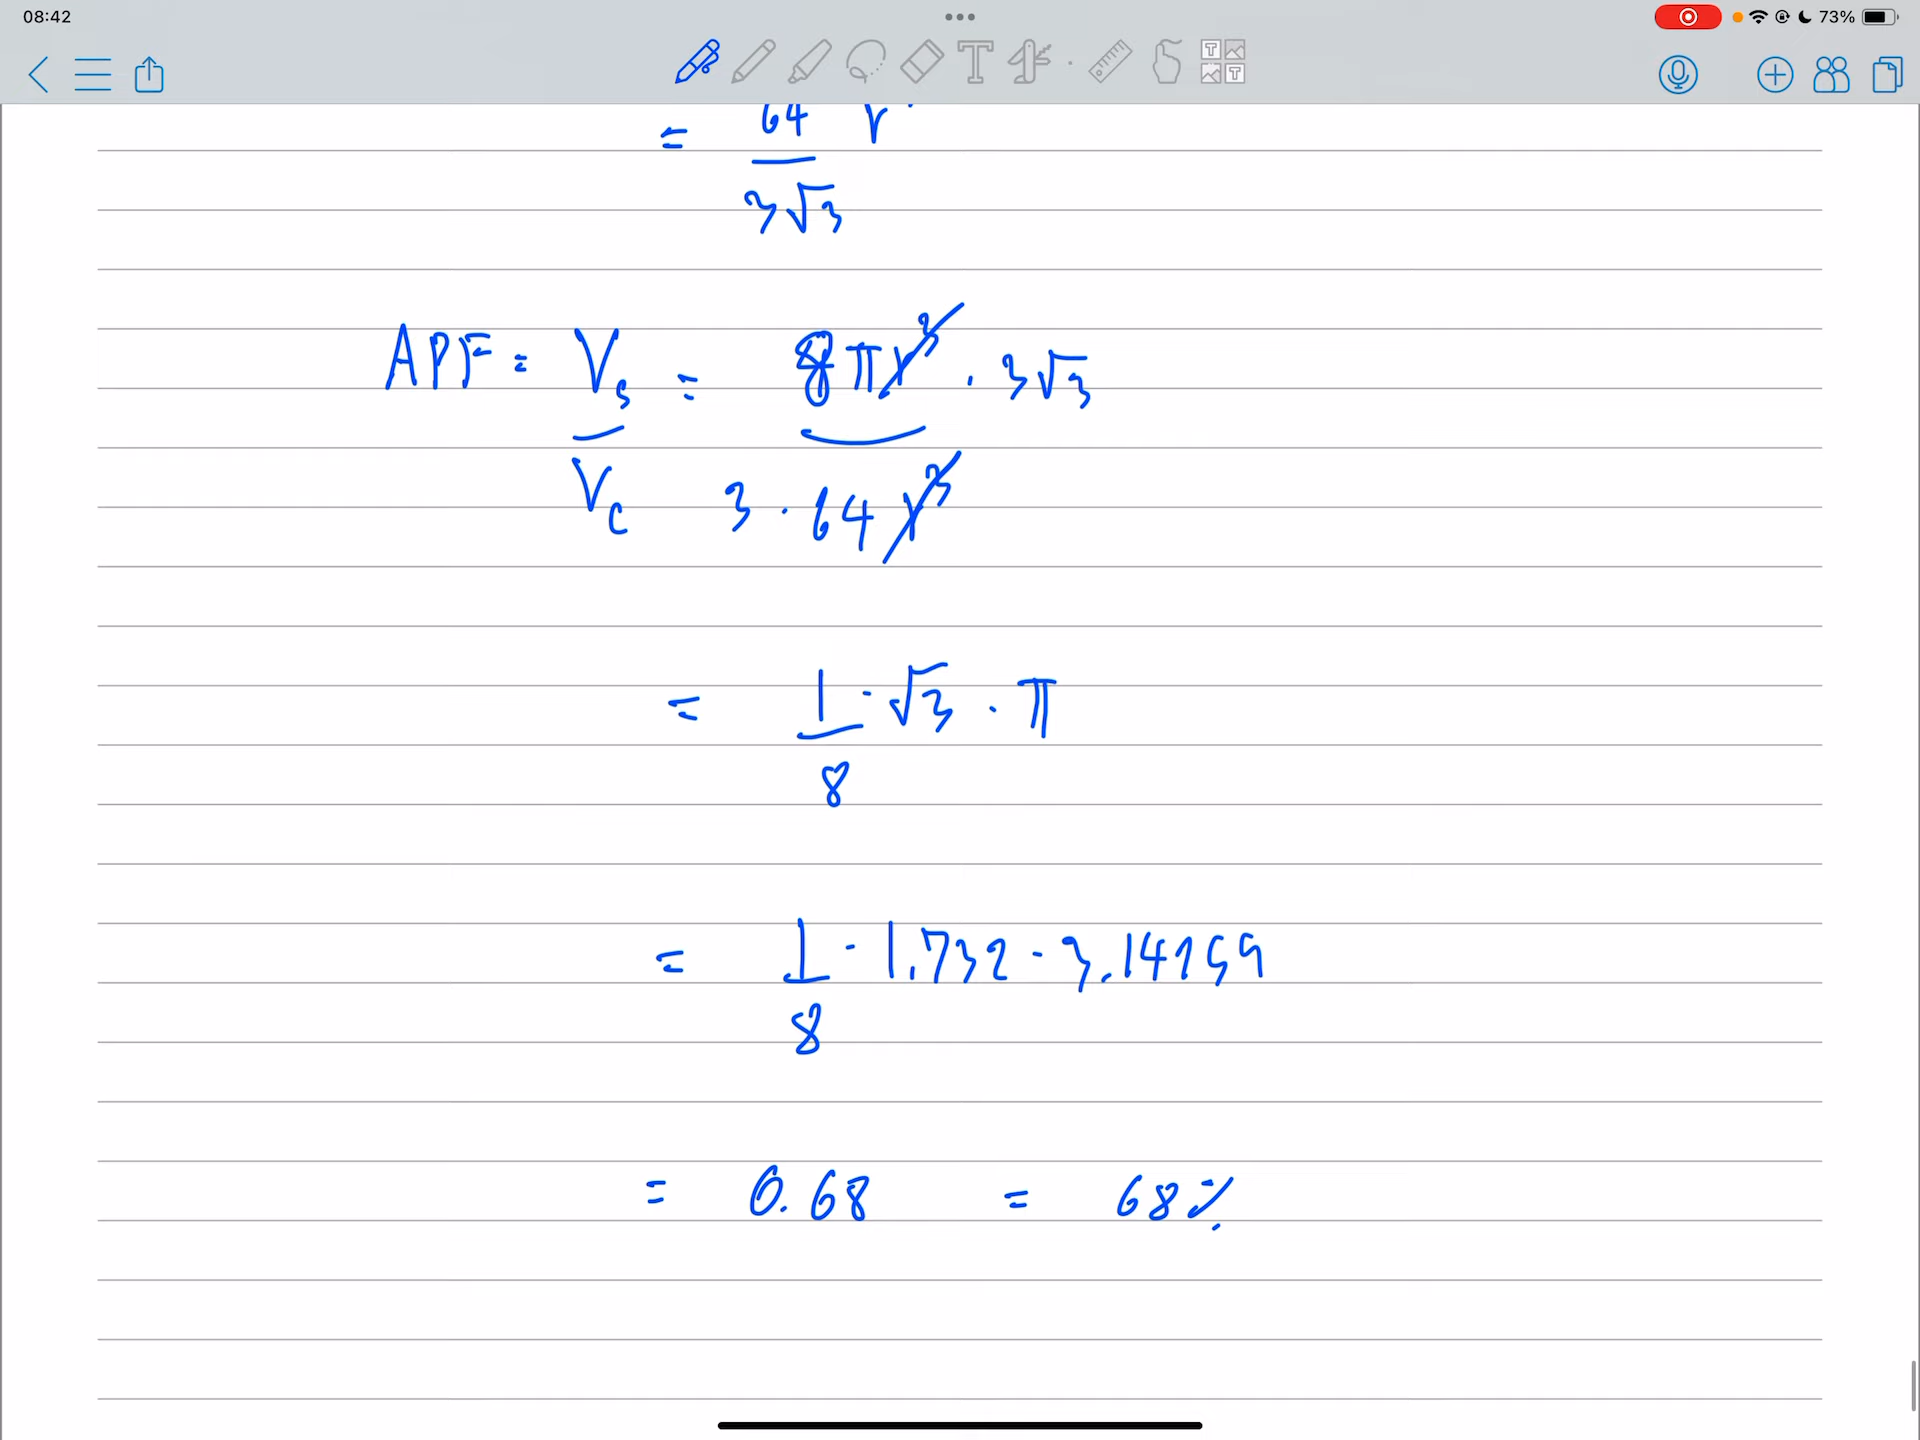 08:42
73%
= 64 r
3√3
APF = Vs = 8πr³ · 3√3
Vc 3 · 64 r³
= 1 · √3 · π
8
= 1 · 1.732 · 3.14159
8
= 0.68 = 68%